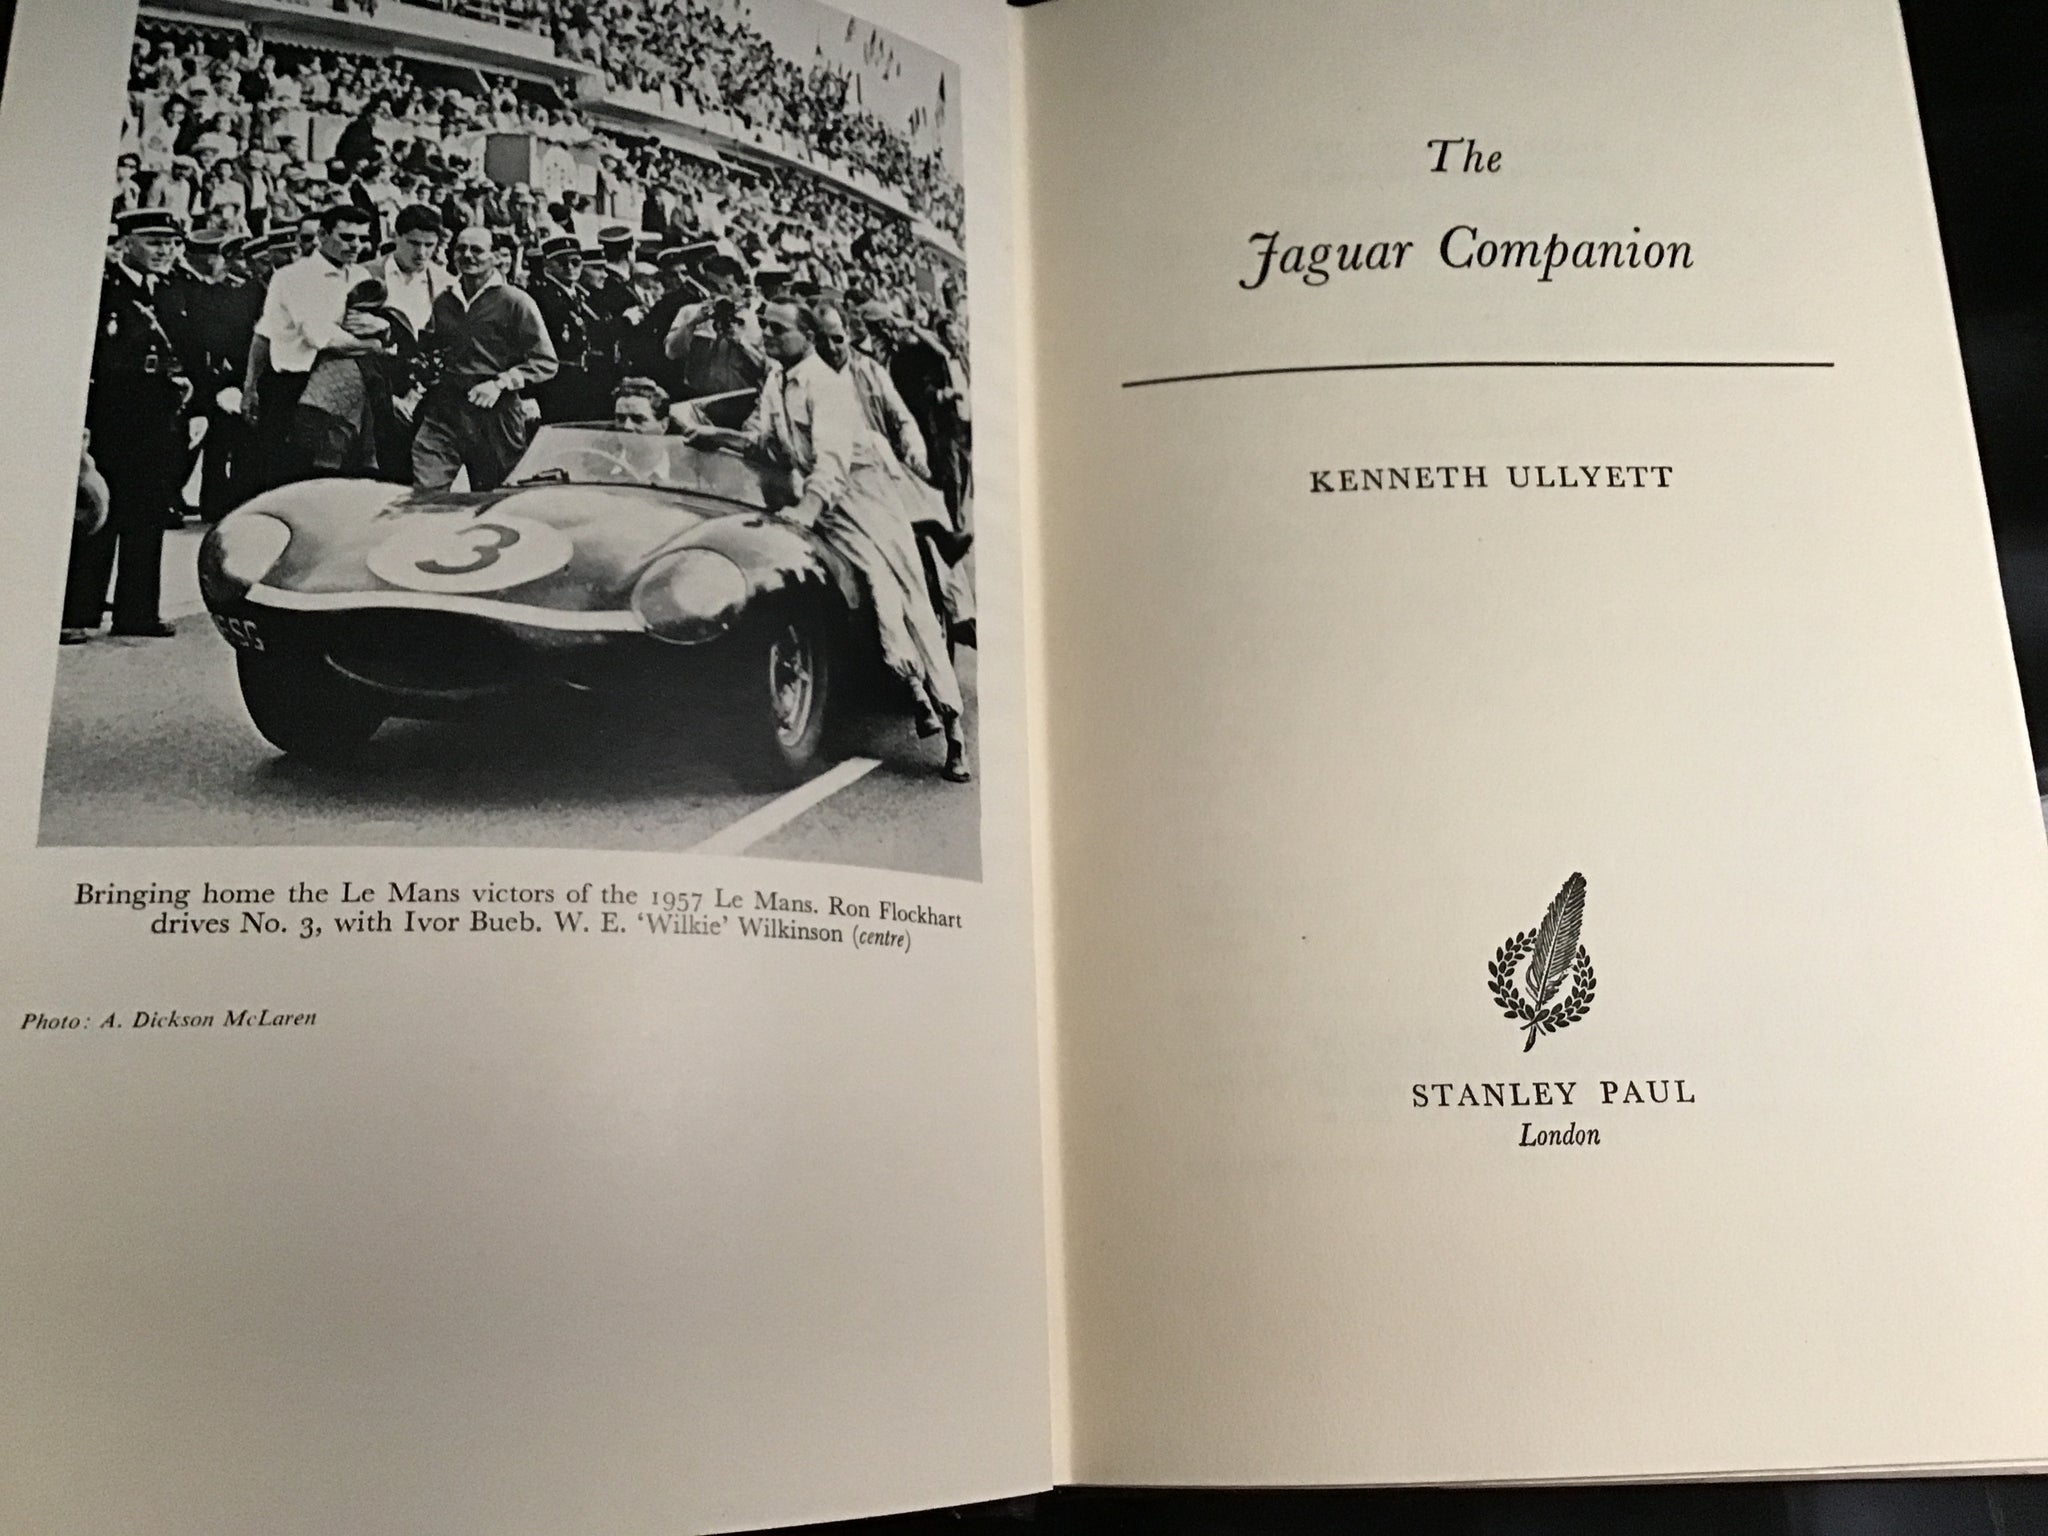 3
Bringing home the Le Mans victors of the 1957 Le Mans. Ron Flockhart
drives No. 3, with Ivor Bueb. W. E. ‘Wilkie’ Wilkinson (centre)
Photo: A. Dickson McLaren
The
Jaguar Companion
KENNETH ULLYETT
STANLEY PAUL
London